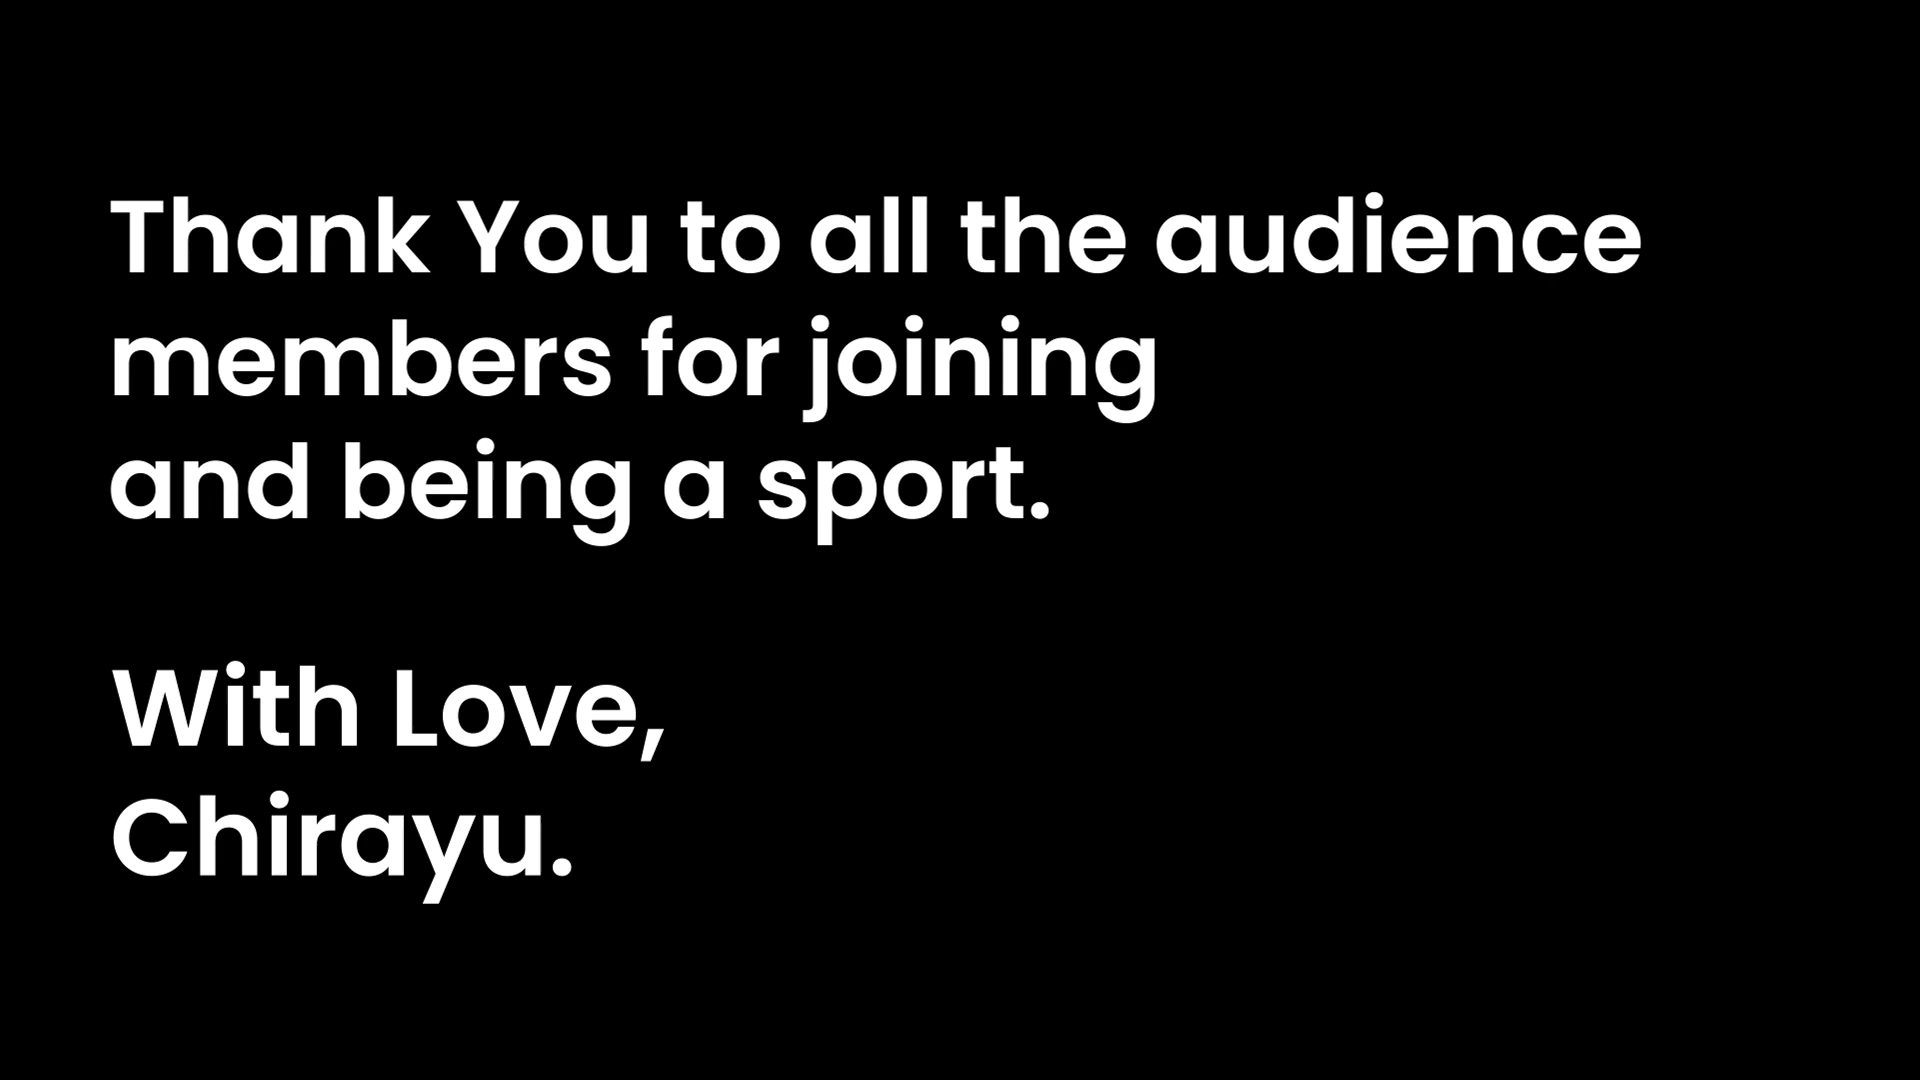 Thank You to all the audience
members for joining
and being a sport.
With Love,
Chirayu.